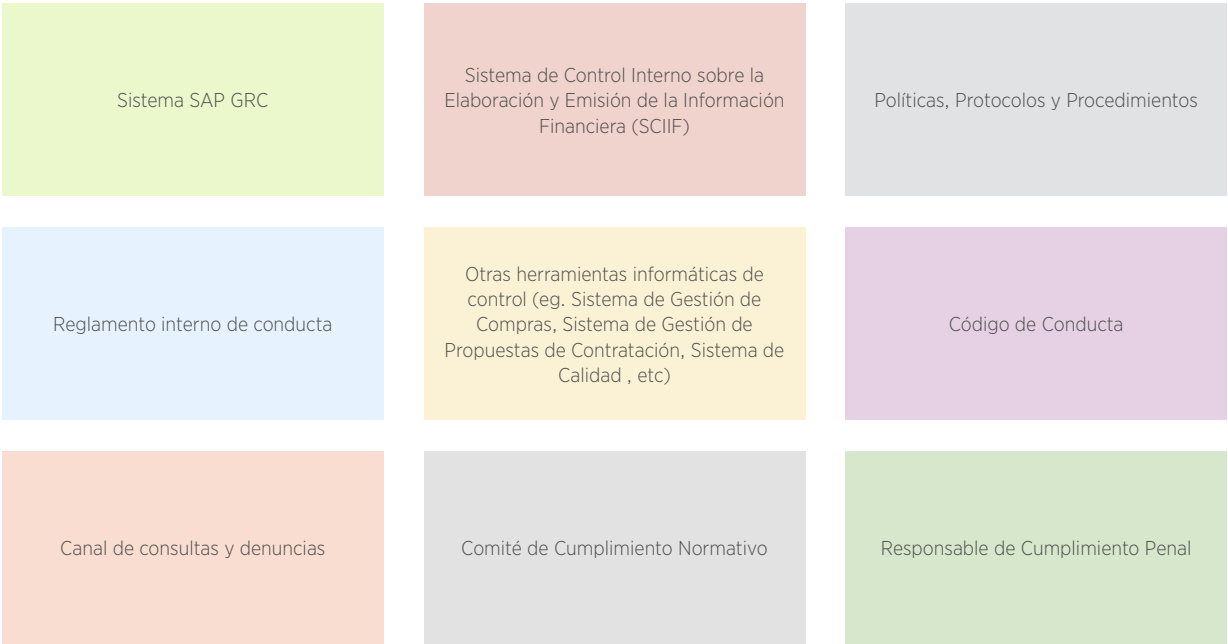 Sistema SAP GRC
Sistema de Control Interno sobre la
Elaboración y Emisión de la Información
Financiera (SCIIF)
Políticas, Protocolos y Procedimientos
Reglamento interno de conducta
Otras herramientas informáticas de
control (eg. Sistema de Gestión de
Compras, Sistema de Gestión de
Propuestas de Contratación, Sistema de
Calidad , etc)
Código de Conducta
Canal de consultas y denuncias
Comité de Cumplimiento Normativo
Responsable de Cumplimiento Penal